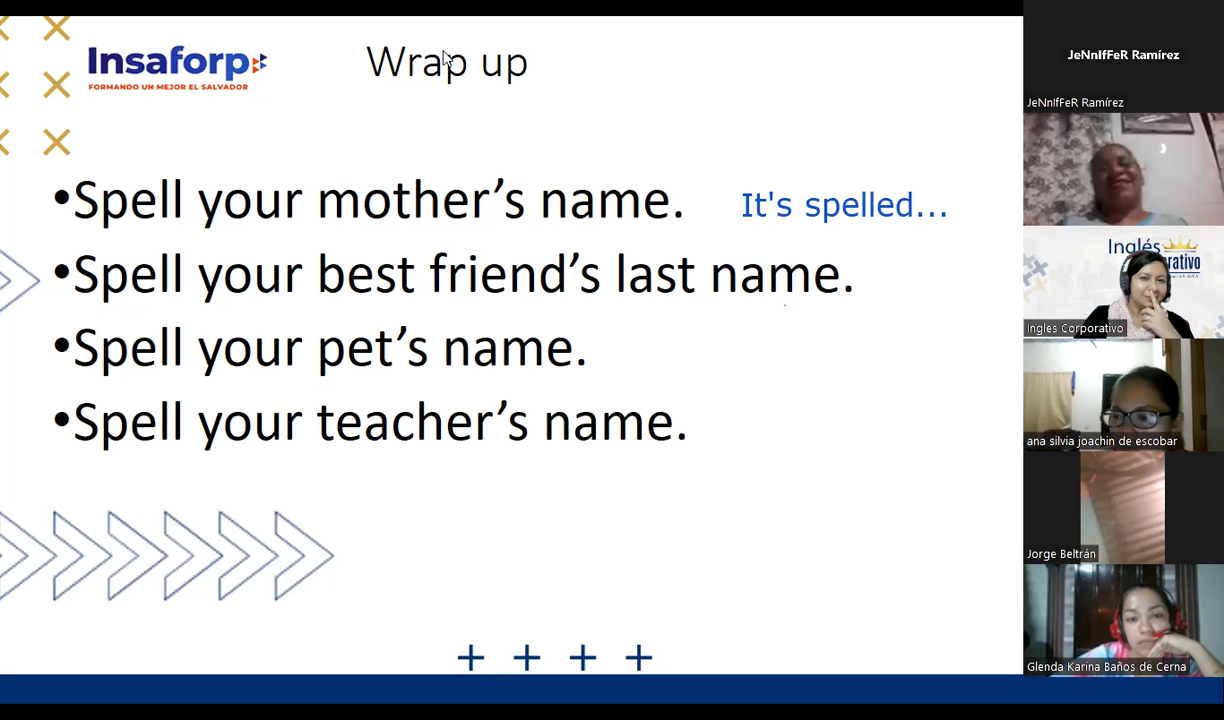 Insaforp
FORMANDO UN MEJOR EL SALVADOR
Wrap up
•Spell your mother’s name.
It's spelled...
•Spell your best friend’s last name.
•Spell your pet’s name.
•Spell your teacher’s name.
JeNnIfFeR Ramírez
JeNnIfFeR Ramírez
Inglés
Ingles Corporativo
ana silvia joachin de escobar
Jorge Beltrán
Glenda Karina Baños de Cerna